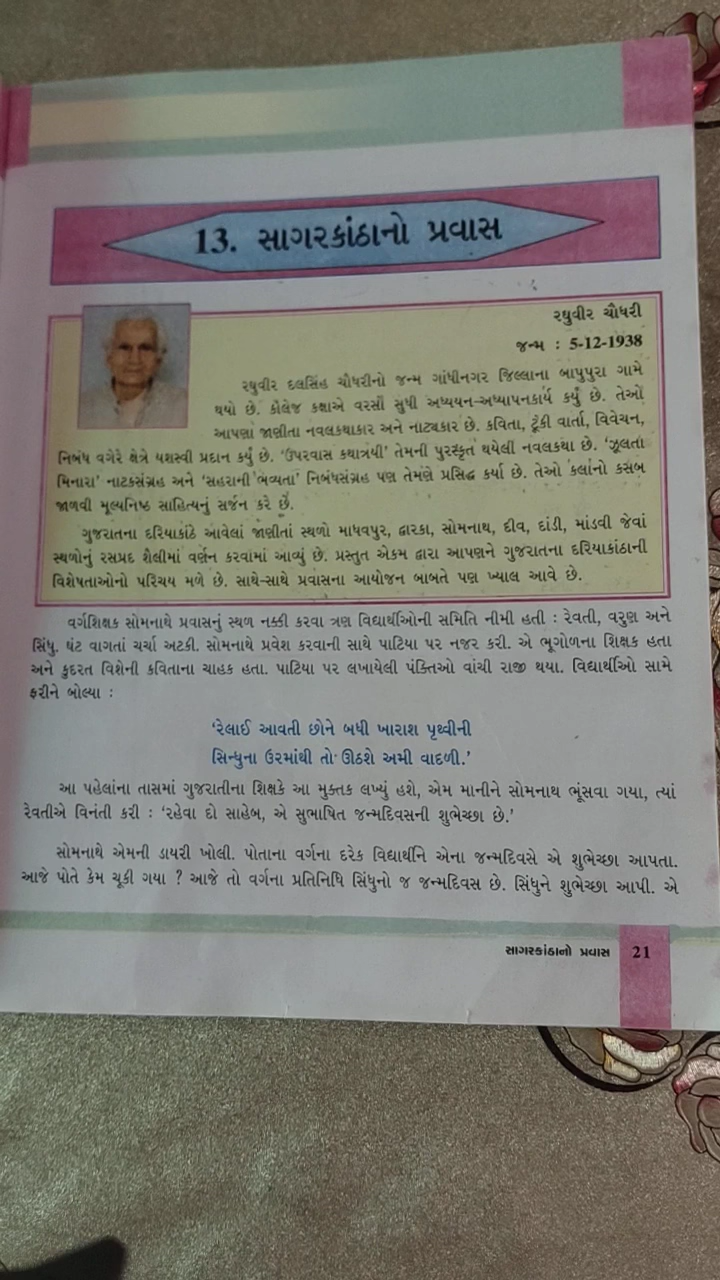 13. સાગરકાંઠાનો પ્રવાસ
રઘુવીર ચૌધરી
જન્મ : 5-12-1938
રઘુવીર દલસિંહ ચૌધરીનો જન્મ ગાંધીનગર જિલ્લાના બાપુપુરા ગામે
થયો છે. કૉલેજ કક્ષાએ વરસો સુધી અધ્યયન-અધ્યાપનકાર્ય કર્યું છે. તેઓ
આપણા જાણીતા નવલકથાકાર અને નાટ્યકાર છે. કવિતા, ટૂંકી વાર્તા, વિવેચન,
નિબંધ વગેરે ક્ષેત્રે યશસ્વી પ્રદાન કર્યું છે. ‘ઉપરવાસ કથાત્રયી’ તેમની પુરસ્કૃત થયેલી નવલકથા છે. ‘ઝૂલતા
મિનારા’ નાટકસંગ્રહ અને ‘સહરાની ભવ્યતા’ નિબંધસંગ્રહ પણ તેમણે પ્રસિદ્ધ કર્યા છે. તેઓ કલાનો કસબ
જાળવી મૂલ્યનિષ્ઠ સાહિત્યનું સર્જન કરે છે.
ગુજરાતના દરિયાકાંઠે આવેલાં જાણીતાં સ્થળો માધવપુર, દ્વારકા, સોમનાથ, દીવ, દાંડી, માંડવી જેવાં
સ્થળોનું રસપ્રદ શૈલીમાં વર્ણન કરવામાં આવ્યું છે. પ્રસ્તુત એકમ દ્વારા આપણને ગુજરાતના દરિયાકાંઠાની
વિશેષતાઓનો પરિચય મળે છે. સાથે-સાથે પ્રવાસના આયોજન બાબતે પણ ખ્યાલ આવે છે.
વર્ગશિક્ષક સોમનાથે પ્રવાસનું સ્થળ નક્કી કરવા ત્રણ વિદ્યાર્થીઓની સમિતિ નીમી હતી : રેવતી, વરુણ અને
સિંધુ. ઘંટ વાગતાં ચર્ચા અટકી. સોમનાથે પ્રવેશ કરવાની સાથે પાટિયા પર નજર કરી. એ ભૂગોળના શિક્ષક હતા
અને કુદરત વિશેની કવિતાના ચાહક હતા. પાટિયા પર લખાયેલી પંક્તિઓ વાંચી રાજી થયા. વિદ્યાર્થીઓ સામે
ફરીને બોલ્યા :
‘રેલાઈ આવતી છોને બધી ખારાશ પૃથ્વીની
સિન્ધુના ઉરમાંથી તો ઊઠશે અમી વાદળી.’
આ પહેલાંના તાસમાં ગુજરાતીના શિક્ષકે આ મુક્તક લખ્યું હશે, એમ માનીને સોમનાથ ભૂંસવા ગયા, ત્યાં
રેવતીએ વિનંતી કરી : ‘રહેવા દો સાહેબ, એ સુભાષિત જન્મદિવસની શુભેચ્છા છે.’
સોમનાથે એમની ડાયરી ખોલી. પોતાના વર્ગના દરેક વિદ્યાર્થીને એના જન્મદિવસે એ શુભેચ્છા આપતા.
આજે પોતે કેમ ચૂકી ગયા ? આજે તો વર્ગના પ્રતિનિધિ સિંધુનો જ જન્મદિવસ છે. સિંધુને શુભેચ્છા આપી. એ
સાગરકાંઠાનો પ્રવાસ 21